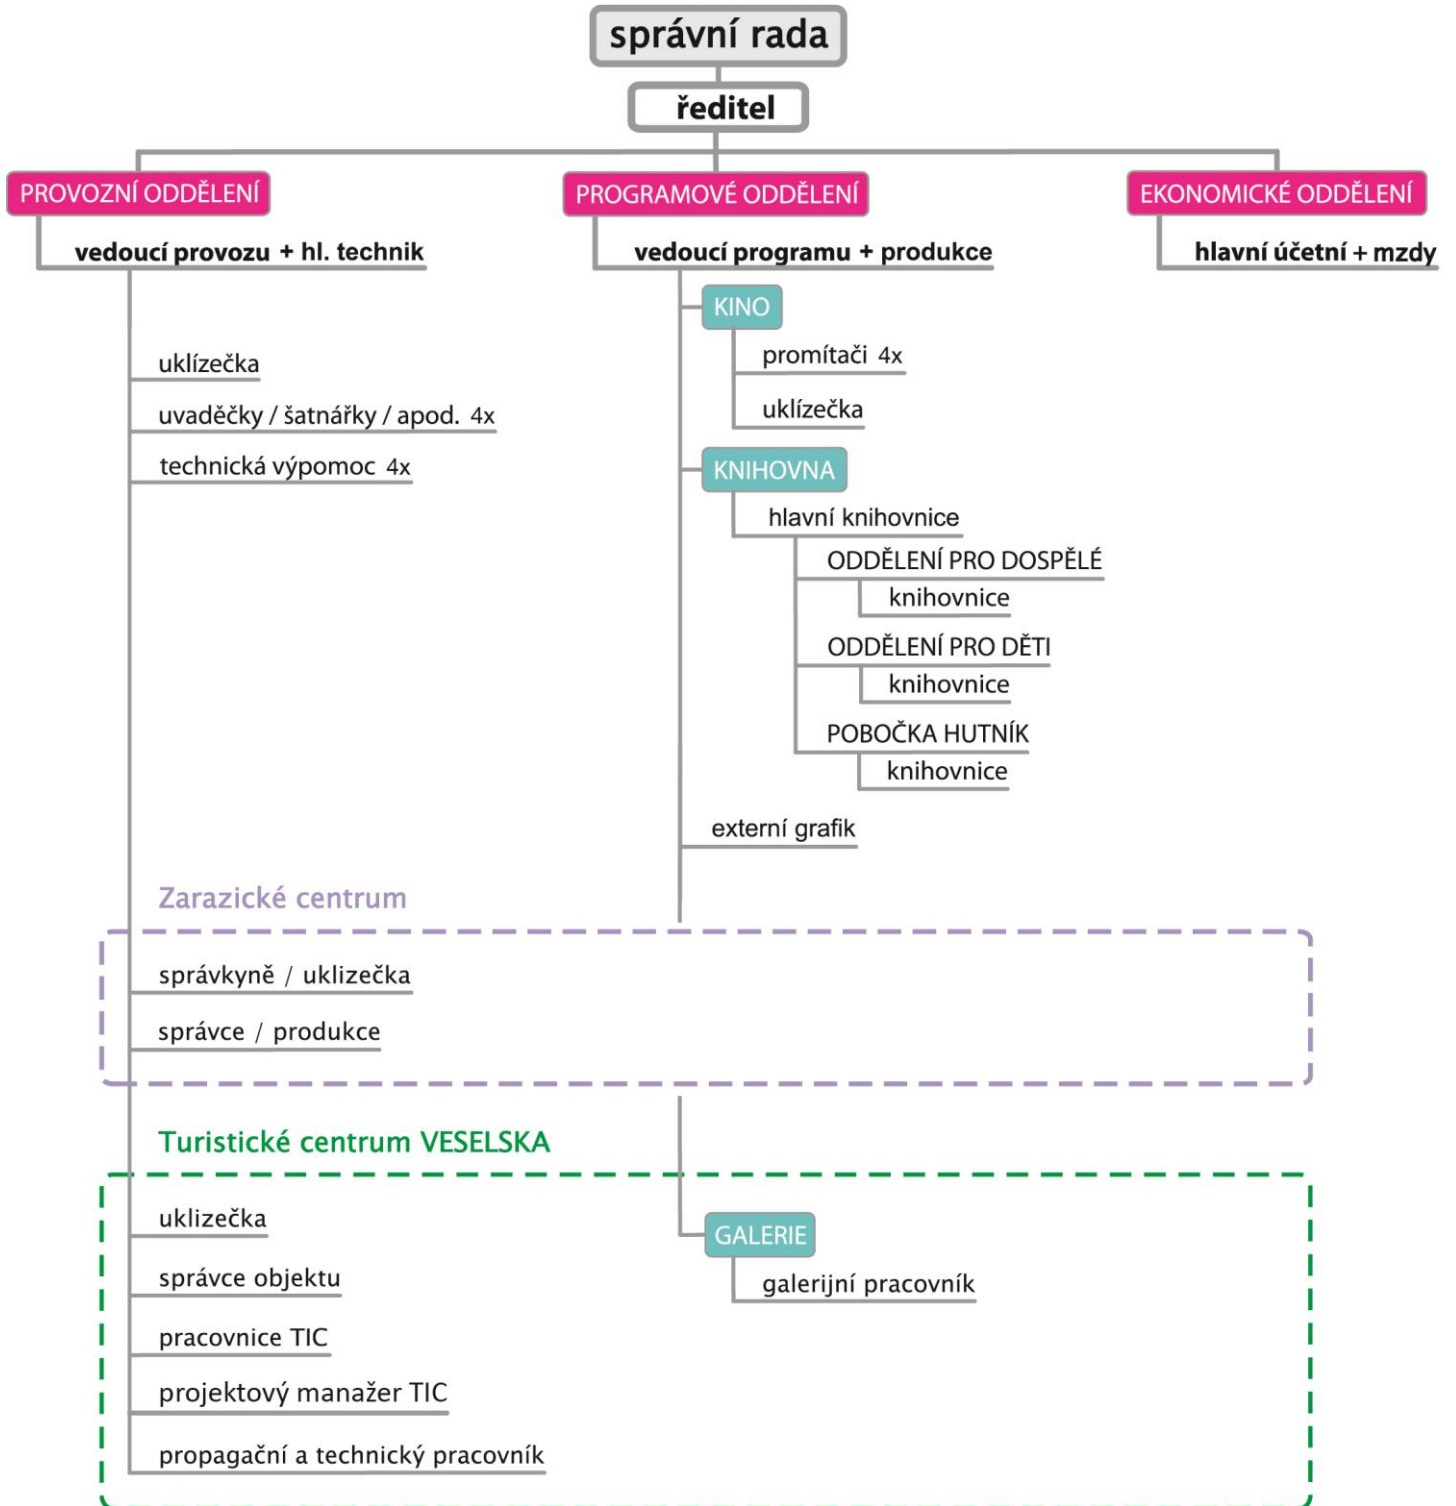 správní rada
ředitel
PROVOZNÍ ODDĚLENÍ
vedoucí provozu + hl. technik
uklízečka
uvaděčky / šatnářky / apod. 4x
technická výpomoc 4x
PROGRAMOVÉ ODDĚLENÍ
vedoucí programu + produkce
KINO
promítači 4x
uklízečka
KNIHOVNA
hlavní knihovnice
ODDĚLENÍ PRO DOSPĚLÉ
knihovnice
ODDĚLENÍ PRO DĚTI
knihovnice
POBOČKA HUTNÍK
knihovnice
externí grafik
EKONOMICKÉ ODDĚLENÍ
hlavní účetní + mzdy
Zarazické centrum
správkyně / uklizečka
správce / produkce
Turistické centrum VESELSKA
uklizečka
správce objektu
pracovnice TIC
projektový manažer TIC
propagační a technický pracovník
GALERIE
galerijní pracovník